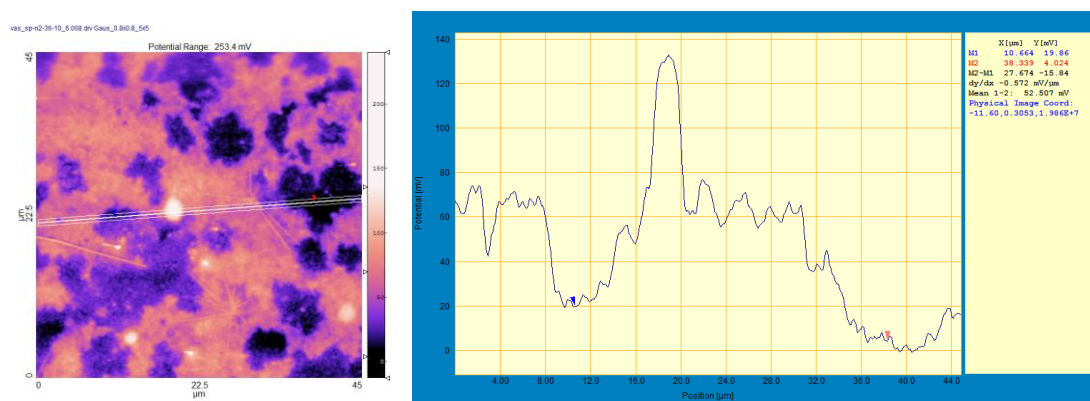 vas_sp-n2-36-10_6.008.drv Gaus_0.8x0.8_5x5
Potential Range: 253.4 mV
45
µm
22.5
0
0
22.5
45
µm
200
150
100
50
0
Potential [mV]
140
120
100
80
60
40
20
0
4.00
8.00
12.0
16.0
20.0
24.0
28.0
32.0
36.0
40.0
44.0
Position [µm]
X[µm] Y[mV]
M1 10.664 19.86
M2 38.339 4.024
M2-M1 27.674 -15.84
dy/dx -0.572 mV/µm
Mean 1-2: 52.507 mV
Physical Image Coord:
-11.60,0.3053,1.986E+7